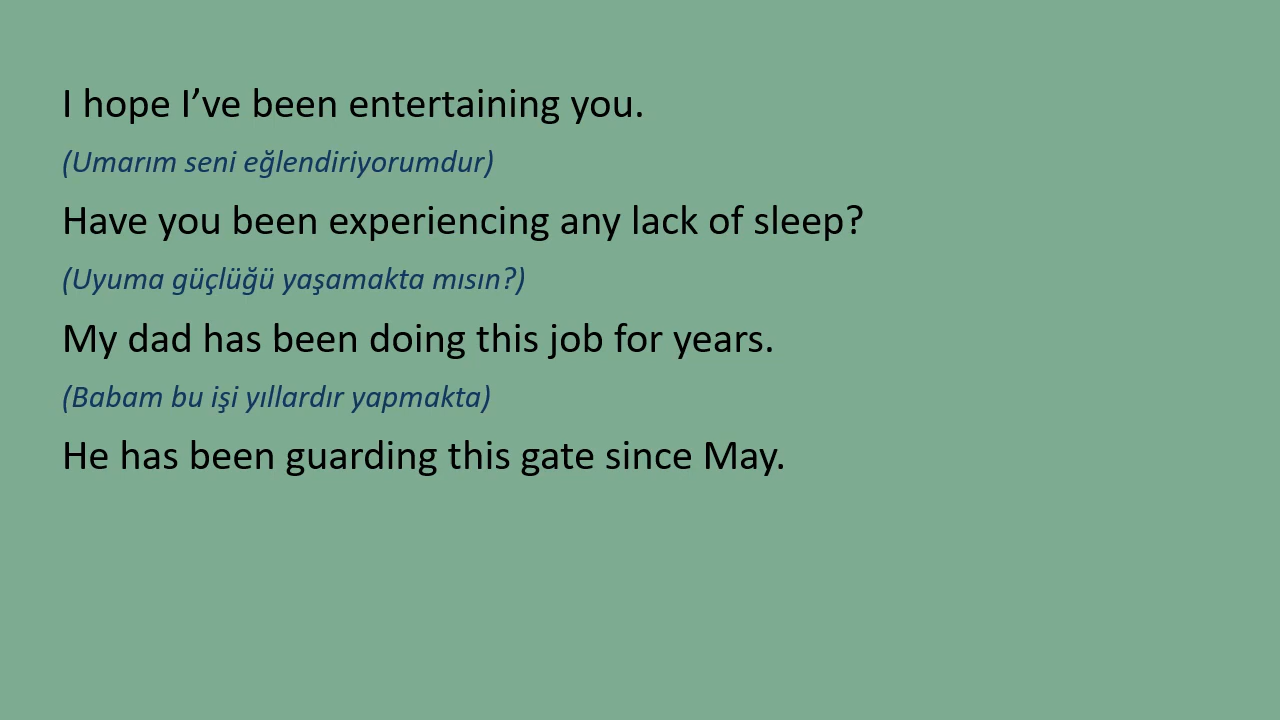 I hope I’ve been entertaining you.
(Umarım seni eğlendiriyorumdur)
Have you been experiencing any lack of sleep?
(Uyuma güçlüğü yaşamakta mısın?)
My dad has been doing this job for years.
(Babam bu işi yıllardır yapmakta)
He has been guarding this gate since May.